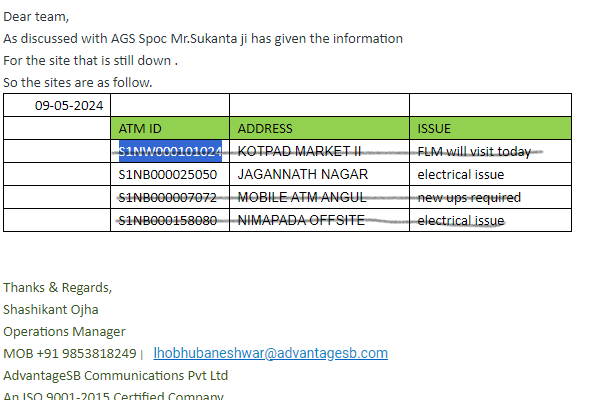 Dear team,
As discussed with AGS Spoc Mr.Sukanta ji has given the information
For the site that is still down .
So the sites are as follow.
09-05-2024
ATM ID ADDRESS ISSUE
S1NW000101024 KOTPAD MARKET II FLM will visit today
S1NB000025050 JAGANNATH NAGAR electrical issue
S1NB000007072 MOBILE ATM ANGUL new ups required
S1NB000158080 NIMAPADA OFFSITE electrical issue
Thanks & Regards,
Shashikant Ojha
Operations Manager
MOB +91 9853818249 | lhobhubaneshwar@advantagesb.com
AdvantageSB Communications Pvt Ltd
An ISO 9001-2015 Certified Company